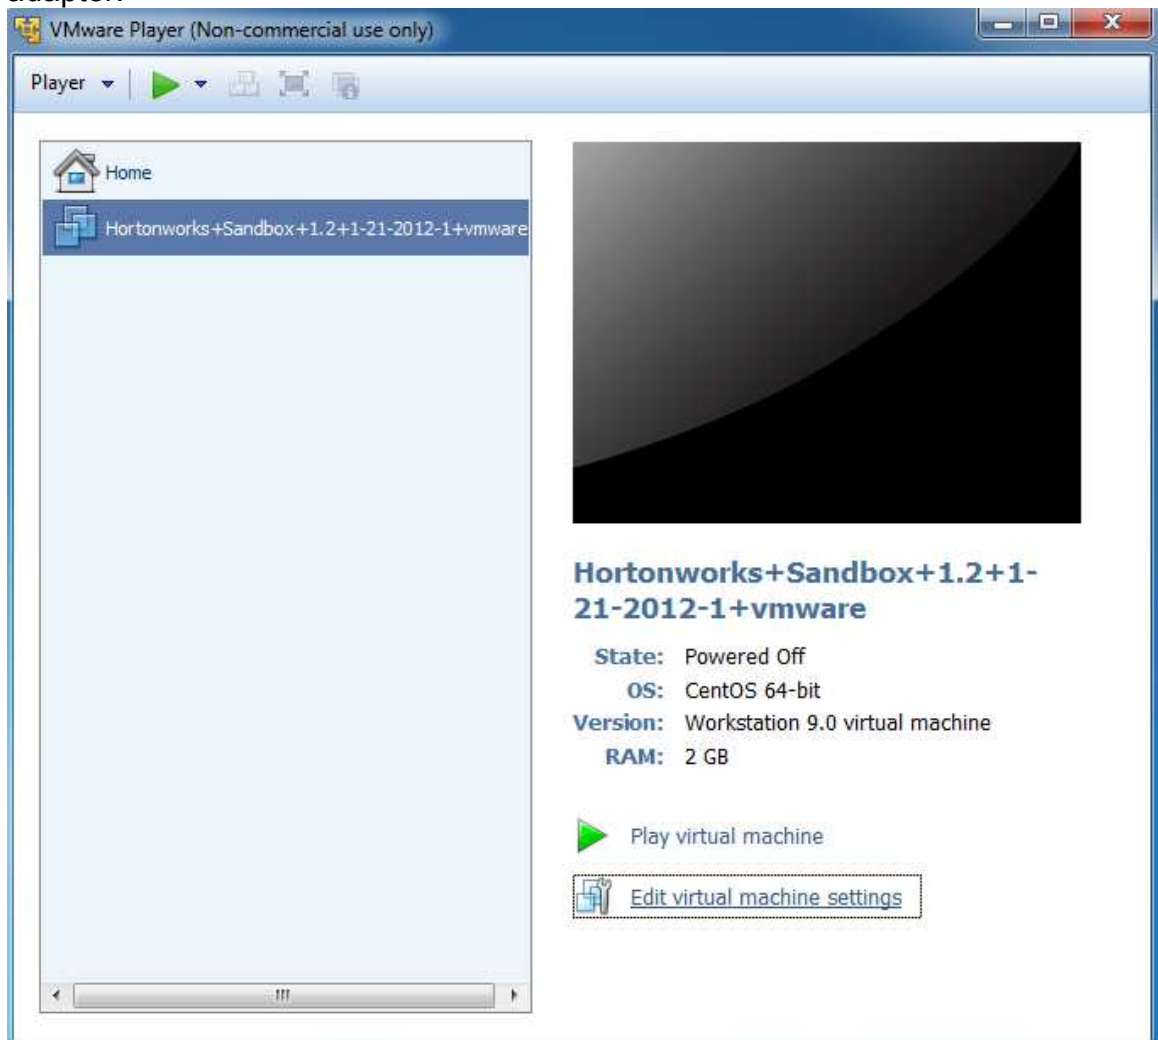 VMware Player (Non-commercial use only)
Player
Home
Hortonworks+Sandbox+1.2+1-21-2012-1+vmware
Hortonworks+Sandbox+1.2+1-
21-2012-1+vmware
State: Powered Off
OS: CentOS 64-bit
Version: Workstation 9.0 virtual machine
RAM: 2 GB
Play virtual machine
Edit virtual machine settings